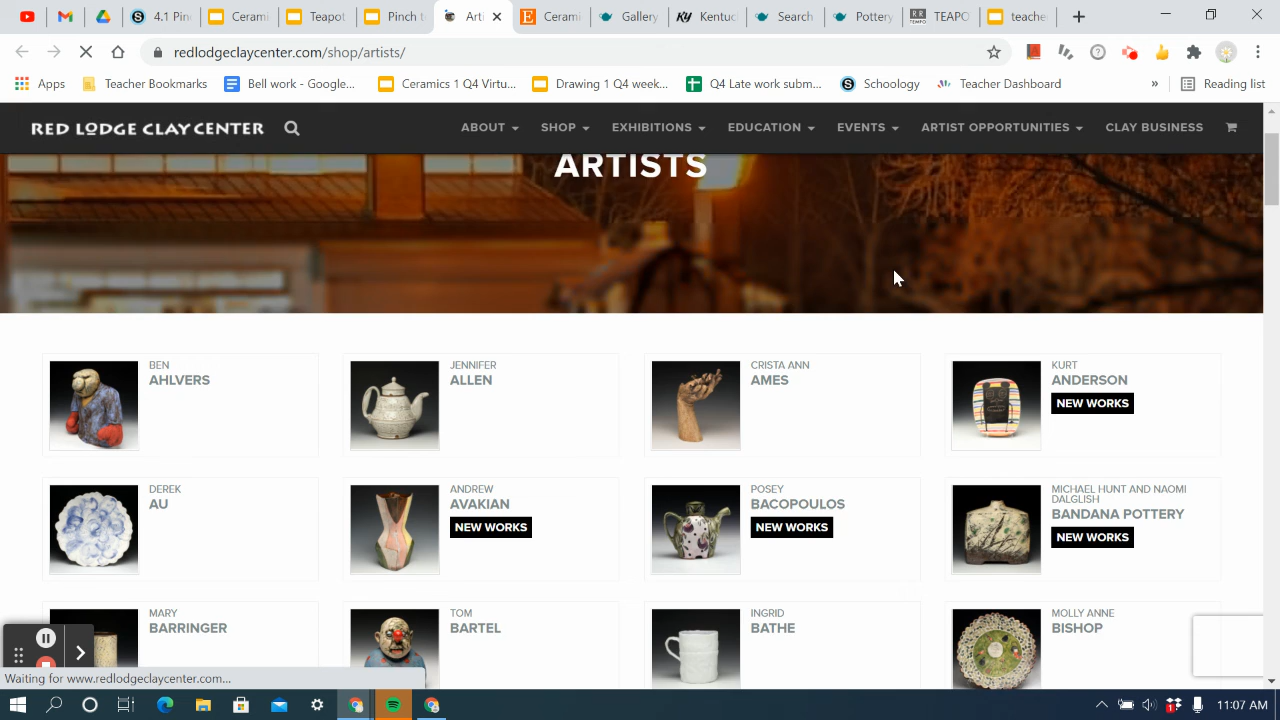 4.1
Cerami
Teapot
Pinch t
Arti
Cerami
Gallery
Ky
Kentuc
Search
Pottery
RR
TEMPO
TEAPO
teache
redlodgeclaycenter.com/shop/artists/
Apps
Teacher Bookmarks
Bell work - Google...
Ceramics 1 Q4 Virtu...
Drawing 1 Q4 week...
Q4 Late work subm...
Schoology
Teacher Dashboard
»
Reading list
RED LODGE CLAY CENTER
ABOUT
SHOP
EXHIBITIONS
EDUCATION
EVENTS
ARTIST OPPORTUNITIES
CLAY BUSINESS
ARTISTS
BEN
AHLVERS
JENNIFER
ALLEN
CRISTA ANN
AMES
KURT
ANDERSON
NEW WORKS
DEREK
AU
ANDREW
AVAKIAN
NEW WORKS
POSEY
BACOPOULOS
NEW WORKS
MICHAEL HUNT AND NAOMI
DALGLISH
BANDANA POTTERY
NEW WORKS
MARY
BARRINGER
TOM
BARTEL
INGRID
BATHE
MOLLY ANNE
BISHOP
Waiting for www.redlodgeclaycenter.com...
11:07 AM